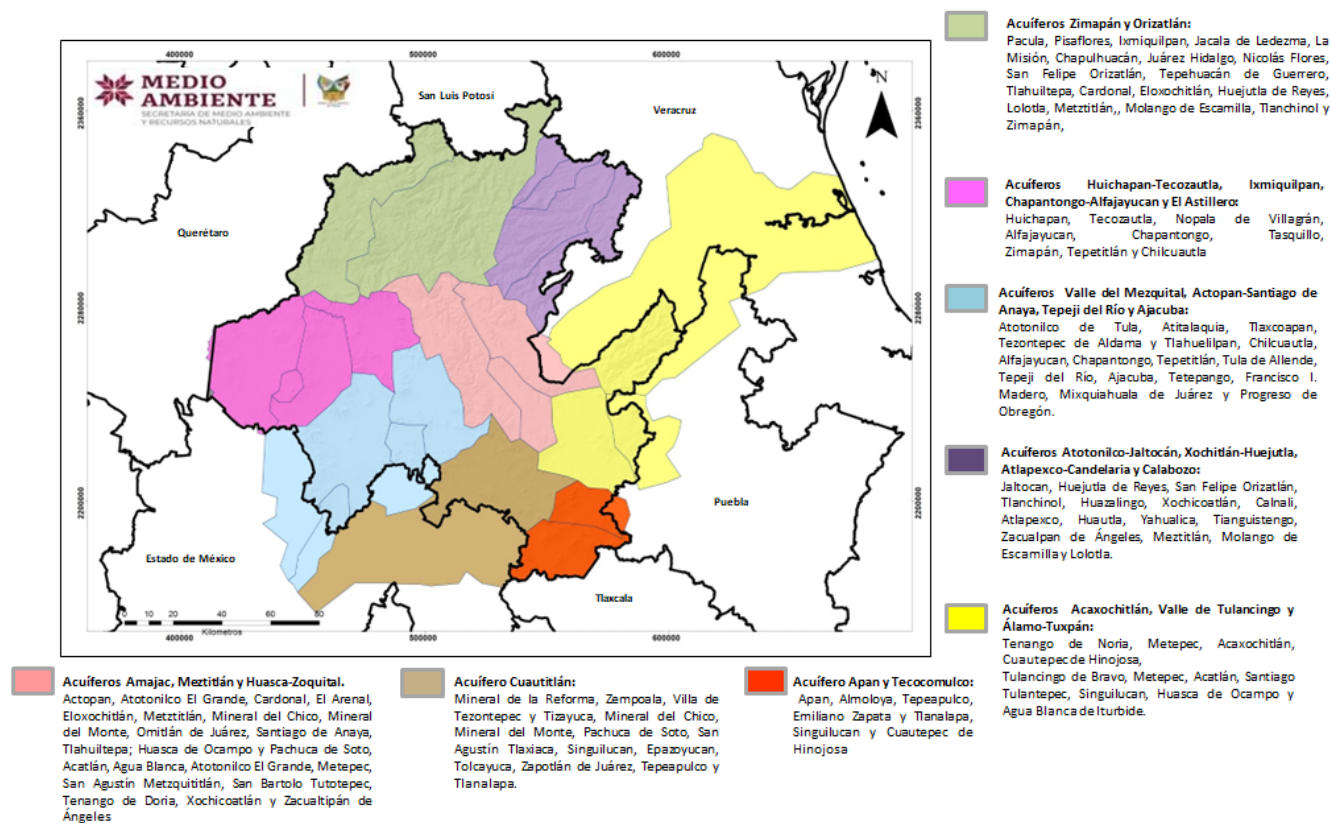 Acuíferos Zimapán y Orizatlán:
Pacula, Pisaflores, Ixmiquilpan, Jacala de Ledezma, La
Misión, Chapulhuacán, Juárez Hidalgo, Nicolás Flores,
San Felipe Orizatlán, Tepehuacán de Guerrero,
Tlahuiltepa, Cardonal, Eloxochitlán, Huejutla de Reyes,
Lolotla, Metztitlán,, Molango de Escamilla, Tlanchinol y
Zimapán,
400000
500000
600000
MEDIO
AMBIENTE
SECRETARÍA DE MEDIO AMBIENTE
Y RECURSOS NATURALES
San Luis Potosí
Veracruz
N
2360000
2360000
Querétaro
2280000
2280000
2200000
2200000
Puebla
Estado de México
Tlaxcala
0 10 20 40 60 80
Kilometros
400000
500000
600000
Acuíferos Huichapan-Tecozautla, Ixmiquilpan,
Chapantongo-Alfajayucan y El Astillero:
Huichapan, Tecozautla, Nopala de Villagrán,
Alfajayucan, Chapantongo, Tasquillo,
Zimapán, Tepetitlán y Chilcuautla
Acuíferos Valle del Mezquital, Actopan-Santiago de
Anaya, Tepeji del Río y Ajacuba:
Atotonilco de Tula, Atitalaquia, Tlaxcoapan,
Tezontepec de Aldama y Tlahuelilpan, Chilcuautla,
Alfajayucan, Chapantongo, Tepetitlán, Tula de Allende,
Tepeji del Río, Ajacuba, Tetepango, Francisco I.
Madero, Mixquiahuala de Juárez y Progreso de
Obregón.
Acuíferos Atotonilco-Jaltocán, Xochitlán-Huejutla,
Atlapexco-Candelaria y Calabozo:
Jaltocan, Huejutla de Reyes, San Felipe Orizatlán,
Tlanchinol, Huazalingo, Xochicoatlán, Calnali,
Atlapexco, Huautla, Yahualica, Tianguistengo,
Zacualpan de Ángeles, Meztitlán, Molango de
Escamilla y Lolotla.
Acuíferos Acaxochitlán, Valle de Tulancingo y
Álamo-Tuxpán:
Tenango de Noria, Metepec, Acaxochitlán,
Cuautepec de Hinojosa,
Tulancingo de Bravo, Metepec, Acatlán, Santiago
Tulantepec, Singuilucan, Huasca de Ocampo y
Agua Blanca de Iturbide.
Acuíferos Amajac, Meztitlán y Huasca-Zoquital.
Actopan, Atotonilco El Grande, Cardonal, El Arenal,
Eloxochitlán, Metztitlán, Mineral del Chico, Mineral
del Monte, Omitlán de Juárez, Santiago de Anaya,
Tlahuiltepa; Huasca de Ocampo y Pachuca de Soto,
Acatlán, Agua Blanca, Atotonilco El Grande, Metepec,
San Agustín Metzquititlán, San Bartolo Tutotepec,
Tenango de Doria, Xochicoatlán y Zacualtipán de
Ángeles
Acuífero Cuautitlán:
Mineral de la Reforma, Zempoala, Villa de
Tezontepec y Tizayuca, Mineral del Chico,
Mineral del Monte, Pachuca de Soto, San
Agustín Tlaxiaca, Singuilucan, Epazoyucan,
Tolcayuca, Zapotlán de Juárez, Tepeapulco y
Tlanalapa.
Acuífero Apan y Tecocomulco:
Apan, Almoloya, Tepeapulco,
Emiliano Zapata y Tlanalapa,
Singuilucan y Cuautepec de
Hinojosa